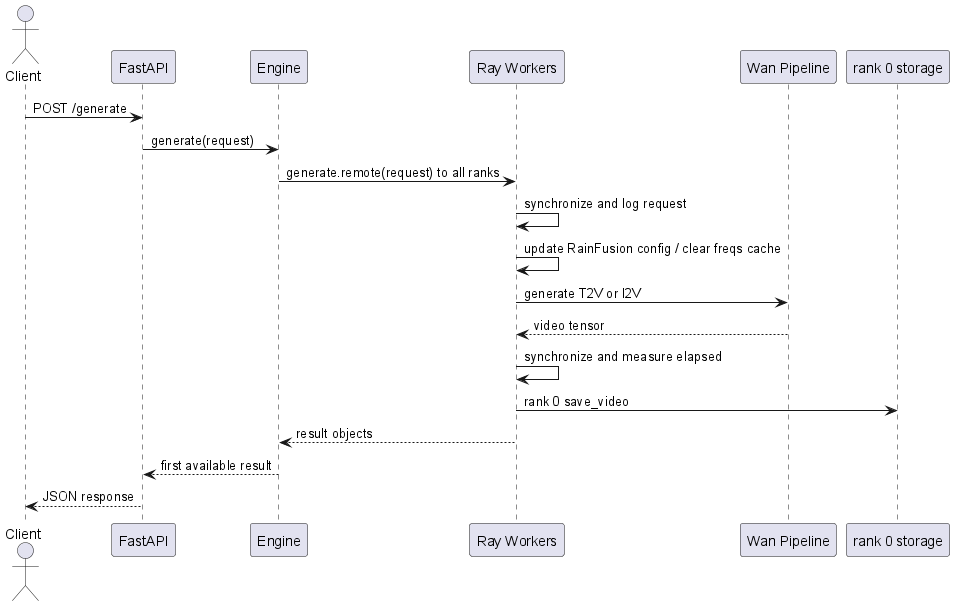 Client
FastAPI
Engine
Ray Workers
Wan Pipeline
rank 0 storage
POST /generate
generate(request)
generate.remote(request) to all ranks
synchronize and log request
update RainFusion config / clear freqs cache
generate T2V or I2V
video tensor
synchronize and measure elapsed
rank 0 save_video
result objects
first available result
JSON response
Client
FastAPI
Engine
Ray Workers
Wan Pipeline
rank 0 storage